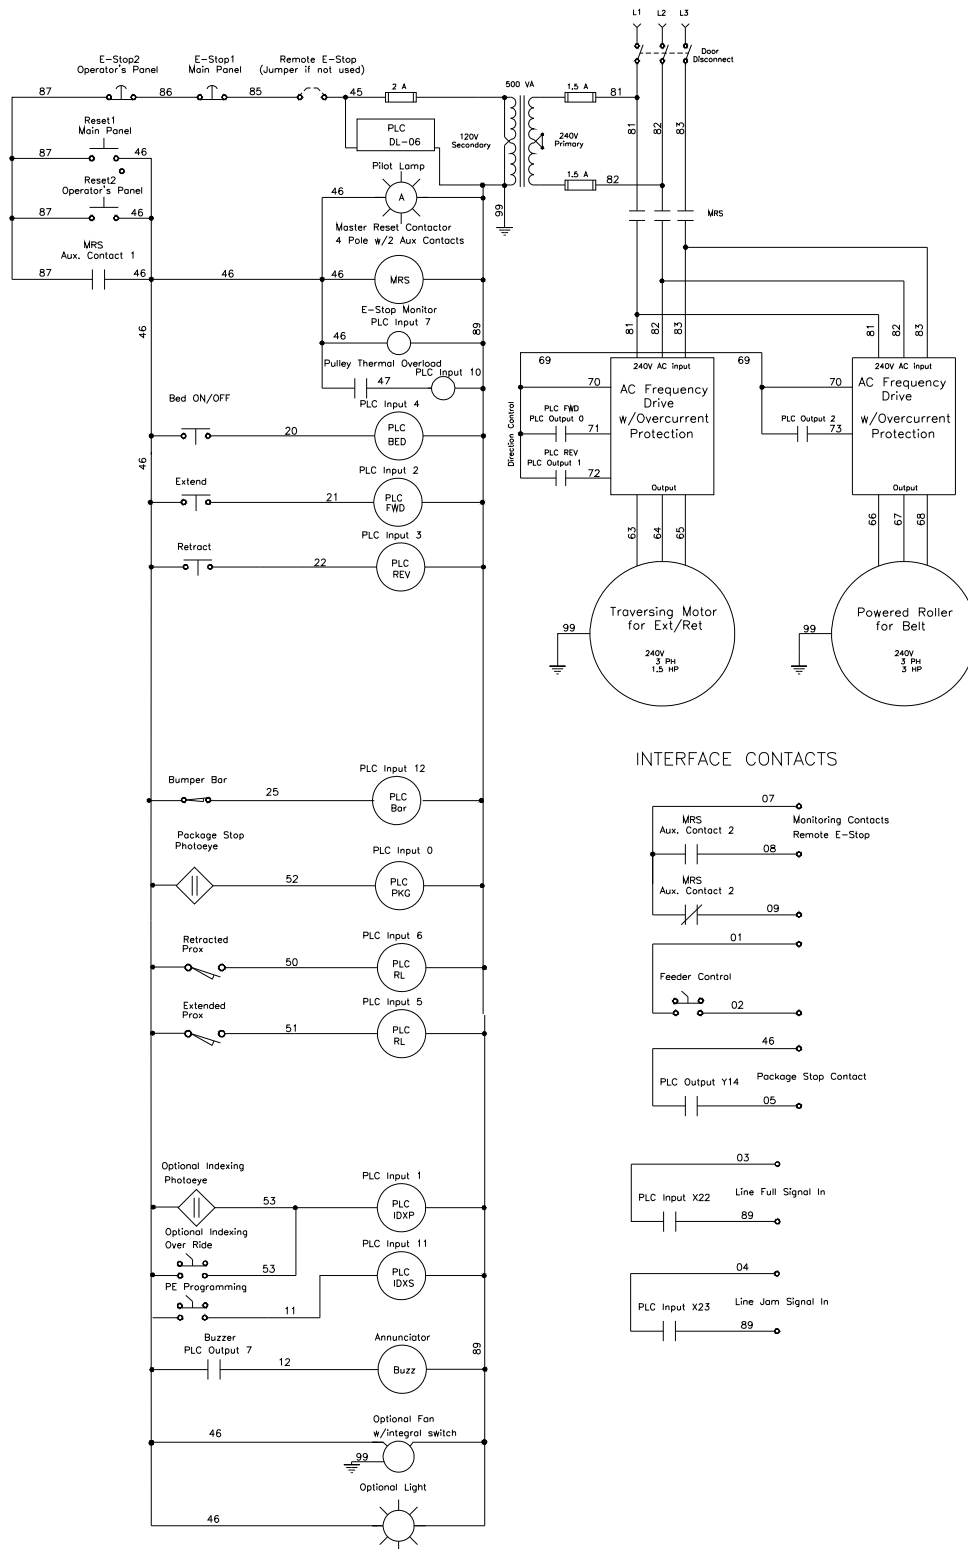 L1 L2 L3
Door
Disconnect
E-Stop2
Operator's Panel
E-Stop1
Main Panel
Remote E-Stop
(Jumper if not used)
87 86 85 45 2 A 500 VA 1.5 A 81
81 82 83
Reset1
Main Panel
PLC
DL-06
120V
Secondary
240V
Primary
87 46
Reset2
Operator's Panel
Pilot Lamp
1.5 A 82
46 A
99
87 46
MRS
Master Reset Contactor
4 Pole w/2 Aux Contacts
MRS
Aux. Contact 1
87 46 46 46 MRS
E-Stop Monitor
PLC Input 7
46 46 89
81 82 83 81 82 83
Pulley Thermal Overload
PLC Input 10
47
69 240V AC input 69 240V AC input
70 AC Frequency
Drive
w/Overcurrent
Protection
70 AC Frequency
Drive
w/Overcurrent
Protection
Direction Control
PLC FWD
PLC Output 0
71
PLC REV
PLC Output 1
72
PLC Output 2
73
Output Output
Bed ON/OFF
PLC Input 4
20
PLC
BED
46
Extend
PLC Input 2
21
PLC
FWD
63 64 65 66 67 68
Retract
PLC Input 3
22
PLC
REV
Traversing Motor
for Ext/Ret
240V
3 PH
1.5 HP
99
Powered Roller
for Belt
240V
3 PH
3 HP
99
INTERFACE CONTACTS
Bumper Bar
PLC Input 12
25
PLC
Bar
07
MRS
Aux. Contact 2
Monitoring Contacts
Remote E-Stop
08
Package Stop
Photoeye
PLC Input 0
52
PLC
PKG
MRS
Aux. Contact 2
09
Retracted
Prox
PLC Input 6
50
PLC
RL
01
Feeder Control
02
Extended
Prox
PLC Input 5
51
PLC
RL
46
PLC Output Y14
Package Stop Contact
05
Optional Indexing
Photoeye
PLC Input 1
53
PLC
IDXP
03
PLC Input X22
Line Full Signal In
89
Optional Indexing
Over Ride
53
PLC Input 11
PLC
IDXS
PE Programming
11
04
PLC Input X23
Line Jam Signal In
89
Buzzer
PLC Output 7
12
Annunciator
Buzz
89
Optional Fan
w/integral switch
46
99
Optional Light
46